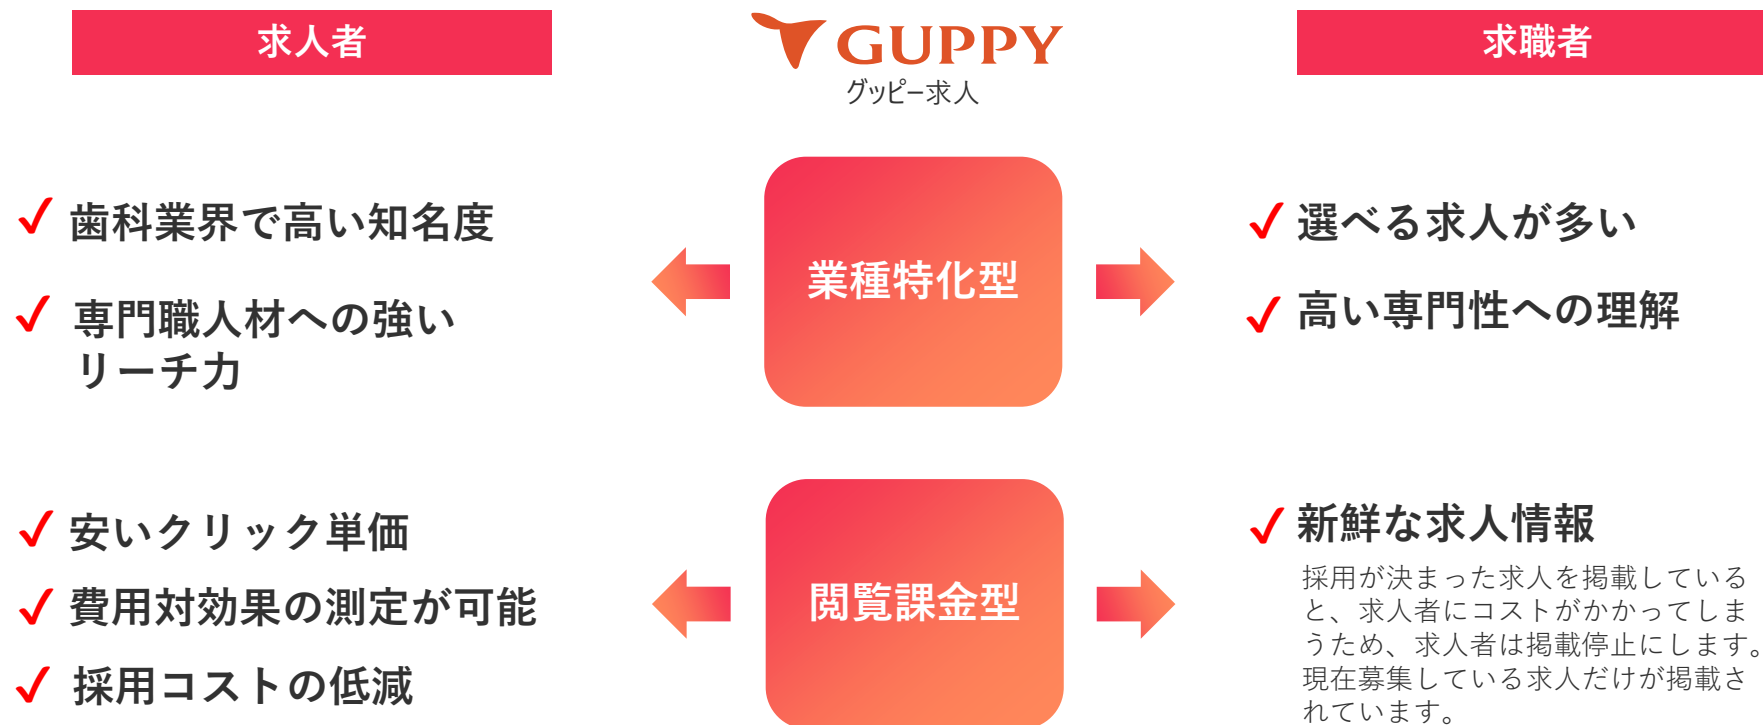 求人者
GUPPY
グッピー求人
求職者
歯科業界で高い知名度
専門職人材への強い
リーチ力
業種特化型
選べる求人が多い
高い専門性への理解
安いクリック単価
費用対効果の測定が可能
採用コストの低減
閲覧課金型
新鮮な求人情報
採用が決まった求人を掲載している
と、求人者にコストがかかってしま
うため、求人者は掲載停止にします。
現在募集している求人だけが掲載さ
れています。